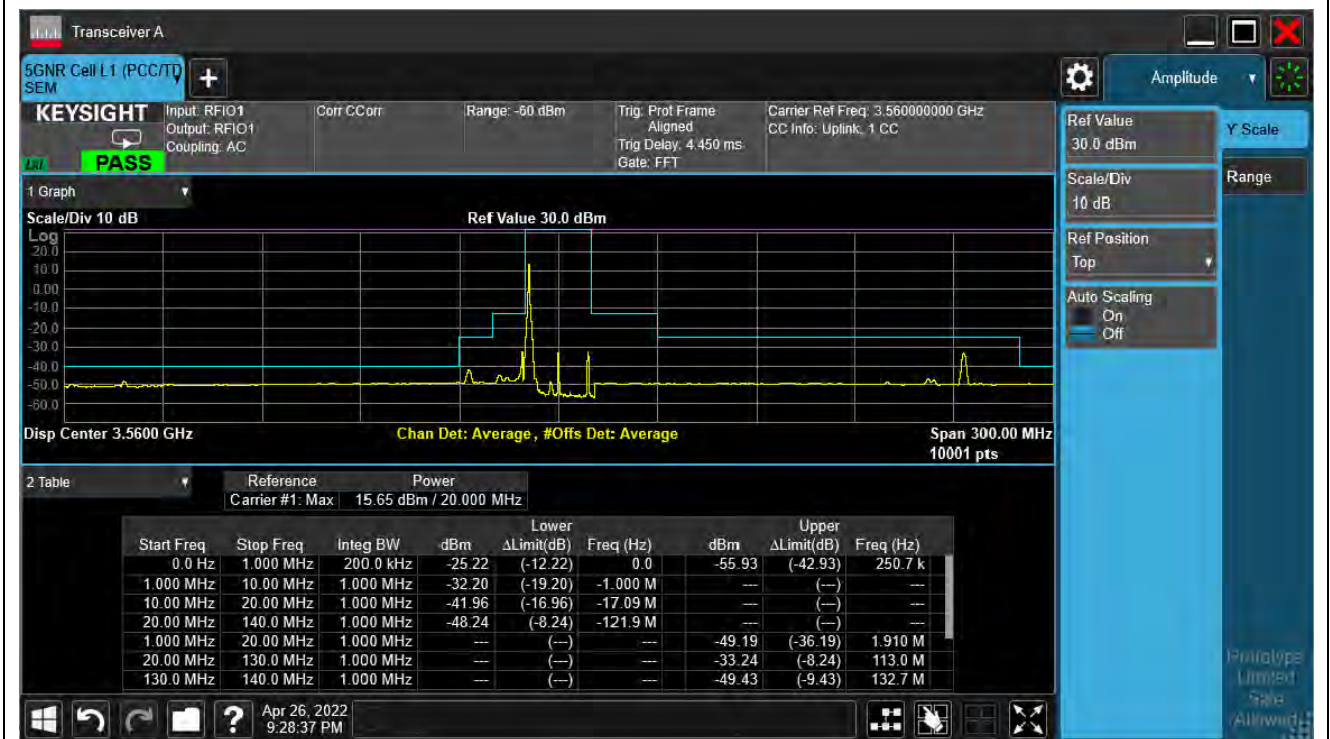 Transceiver A
5GNR Cell L1 (PCC/TD
SEM
+
Amplitude
KEYSIGHT
Input: RFIO1
Output: RFIO1
Coupling: AC
Corr CCorr
Range: -60 dBm
Trig: Prot Frame
Aligned
Trig Delay: 4.450 ms
Gate: FFT
Carrier Ref Freq: 3.560000000 GHz
CC Info: Uplink, 1 CC
PASS
Ref Value
30.0 dBm
Y Scale
Scale/Div
10 dB
Range
Ref Position
Top
Auto Scaling
On
Off
1 Graph
Scale/Div 10 dB
Ref Value 30.0 dBm
Log
20.0
10.0
0.00
-10.0
-20.0
-30.0
-40.0
-50.0
-60.0
Disp Center 3.5600 GHz
Chan Det: Average , #Offs Det: Average
Span 300.00 MHz
10001 pts
2 Table
Reference Power
Carrier #1: Max 15.65 dBm / 20.000 MHz
Lower Upper
Start Freq Stop Freq Integ BW dBm ΔLimit(dB) Freq (Hz) dBm ΔLimit(dB) Freq (Hz)
0.0 Hz 1.000 MHz 200.0 kHz -25.22 (-12.22) 0.0 -55.93 (-42.93) 250.7 k
1.000 MHz 10.00 MHz 1.000 MHz -32.20 (-19.20) -1.000 M --- (---) ---
10.00 MHz 20.00 MHz 1.000 MHz -41.96 (-16.96) -17.09 M --- (---) ---
20.00 MHz 140.0 MHz 1.000 MHz -48.24 (-8.24) -121.9 M --- (---) ---
1.000 MHz 20.00 MHz 1.000 MHz --- (---) --- -49.19 (-36.19) 1.910 M
20.00 MHz 130.0 MHz 1.000 MHz --- (---) --- -33.24 (-8.24) 113.0 M
130.0 MHz 140.0 MHz 1.000 MHz --- (---) --- -49.43 (-9.43) 132.7 M
Prototype
Limited
Sale
Allowed
?
Apr 26, 2022
9:28:37 PM